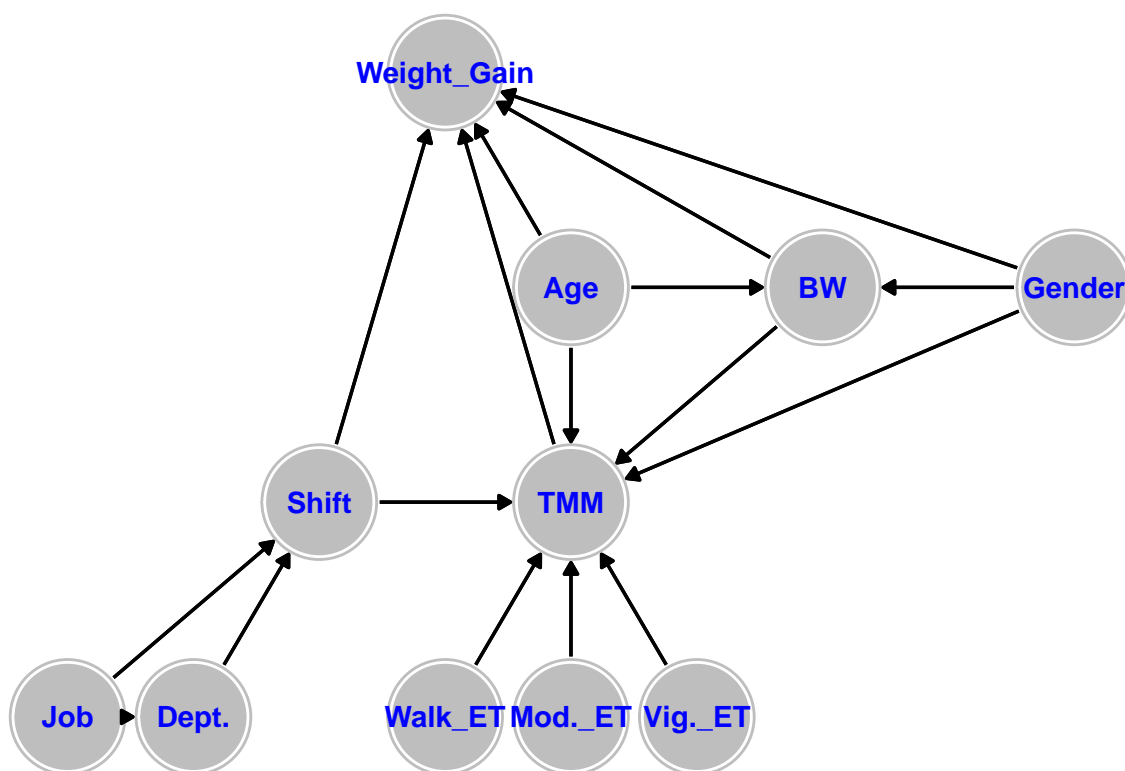 Weight_Gain
Age
BW
Gender
Shift
TMM
Job
Dept.
Walk_ET
Mod._ET
Vig._ET